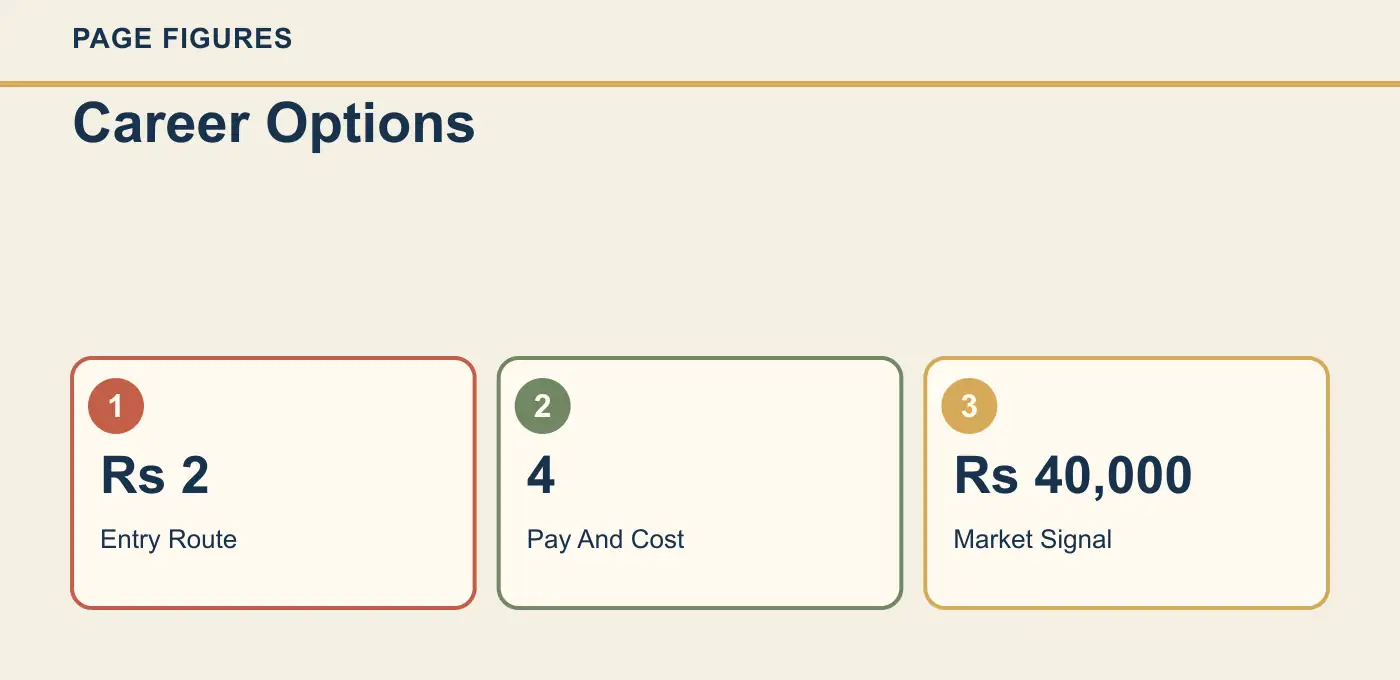 PAGE FIGURES
Career Options
1
Rs 2
Entry Route
2
4
Pay And Cost
3
Rs 40,000
Market Signal